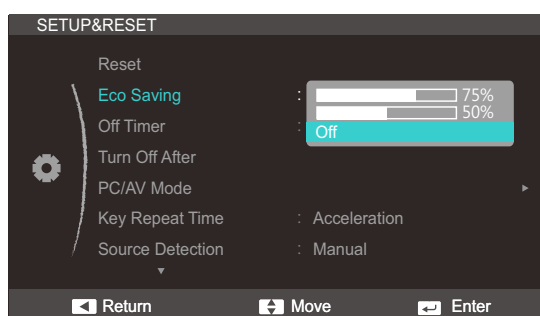 SETUP&RESET
Reset
Eco Saving : 75%
50%
Off Timer : Off
Turn Off After
PC/AV Mode
Key Repeat Time : Acceleration
Source Detection : Manual
Return Move Enter